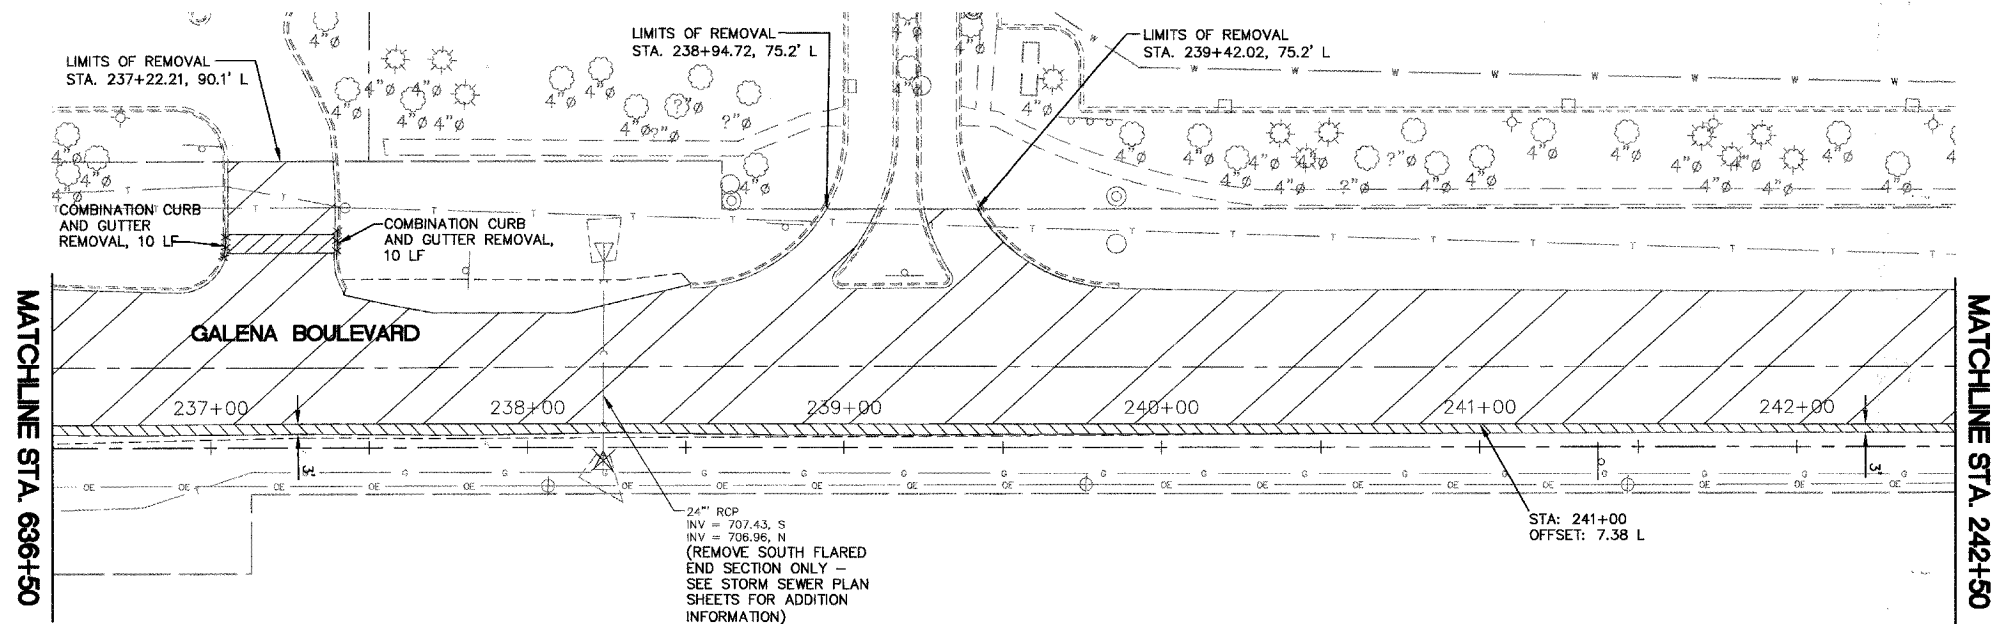 LIMITS OF REMOVAL
STA. 237+22.21, 90.1' L
LIMITS OF REMOVAL
STA. 238+94.72, 75.2' L
LIMITS OF REMOVAL
STA. 239+42.02, 75.2' L
COMBINATION CURB
AND GUTTER
REMOVAL, 10 LF
COMBINATION CURB
AND GUTTER REMOVAL,
10 LF
GALENA BOULEVARD
237+00
238+00
239+00
240+00
241+00
242+00
3'
3'
24"' RCP
INV = 707.43, S
INV = 706.96, N
(REMOVE SOUTH FLARED
END SECTION ONLY –
SEE STORM SEWER PLAN
SHEETS FOR ADDITION
INFORMATION)
STA: 241+00
OFFSET: 7.38 L
MATCHLINE STA. 636+50
MATCHLINE STA. 242+50